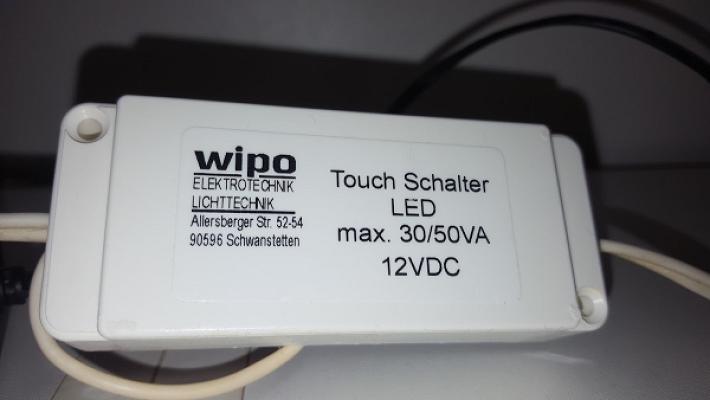 wipo
ELEKTROTECHNIK
LICHTTECHNIK
Allersberger Str. 52-54
90596 Schwanstetten
Touch Schalter
LED
max. 30/50VA
12VDC